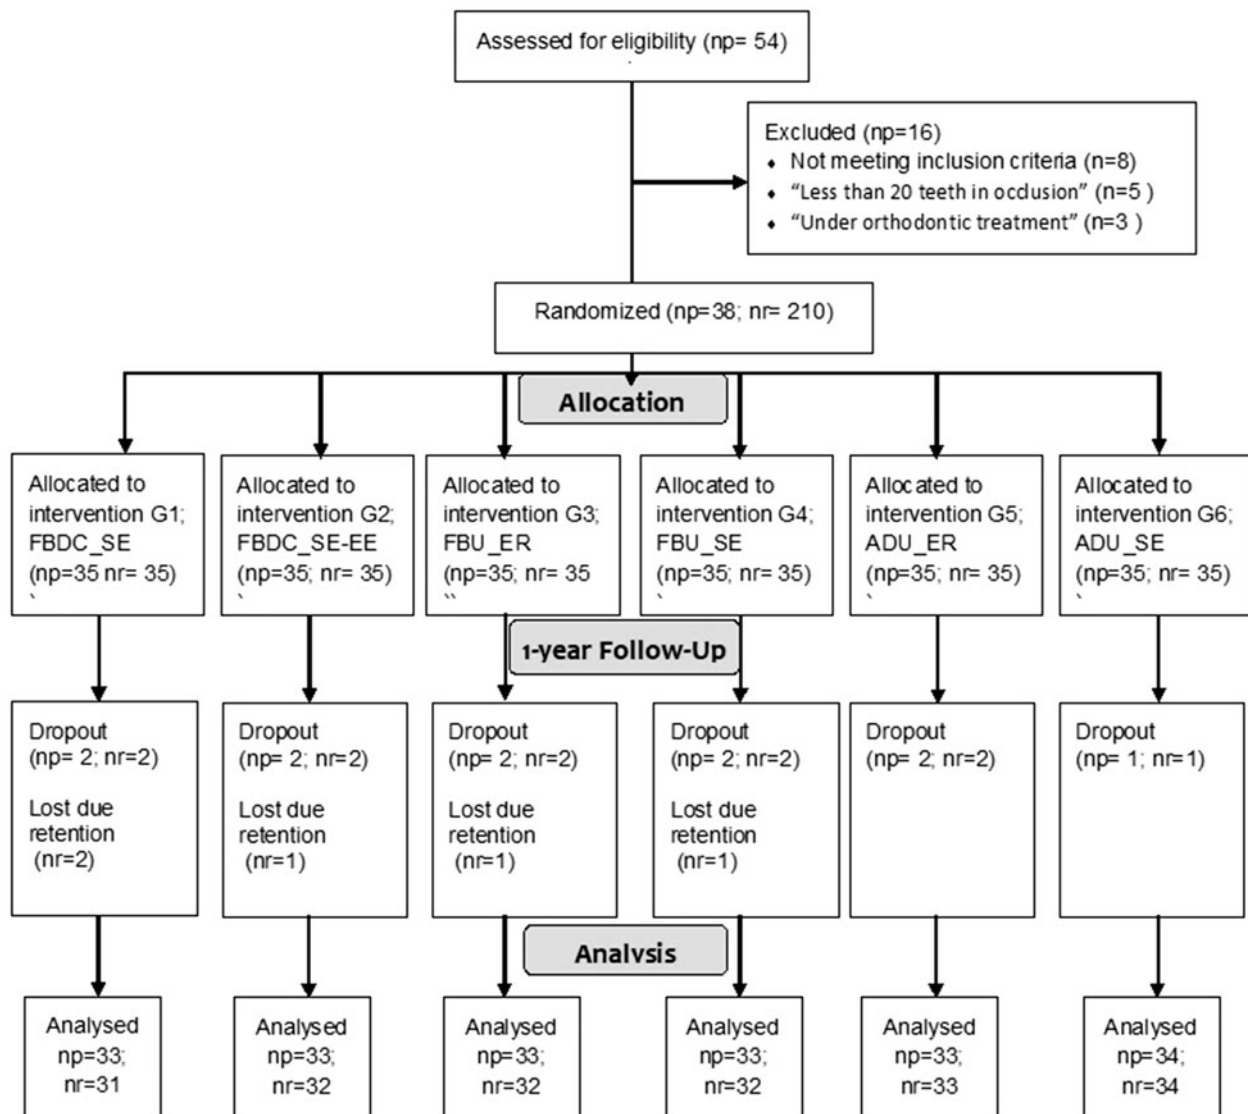 Assessed for eligibility (np= 54)
Excluded (np=16)
♦ Not meeting inclusion criteria (n=8)
♦ “Less than 20 teeth in occlusion” (n=5 )
♦ “Under orthodontic treatment” (n=3 )
Randomized (np=38; nr= 210)
Allocation
Allocated to
intervention G1;
FBDC_SE
(np=35 nr= 35)
`
Allocated to
intervention G2;
FBDC_SE-EE
(np=35; nr= 35)
`
Allocated to
intervention G3;
FBU_ER
(np=35; nr= 35
``
Allocated to
intervention G4;
FBU_SE
(np=35; nr= 35)
`
Allocated to
intervention G5;
ADU_ER
(np=35; nr= 35)
`
Allocated to
intervention G6;
ADU_SE
(np=35; nr= 35)
`
1-year Follow-Up
Dropout
(np= 2; nr=2)
Lost due
retention
(nr=2)
Dropout
(np= 2; nr=2)
Lost due
retention
(nr=1)
Dropout
(np= 2; nr=2)
Lost due
retention
(nr=1)
Dropout
(np= 2; nr=2)
Lost due
retention
(nr=1)
Dropout
(np= 2; nr=2)
Dropout
(np= 1; nr=1)
Analysis
Analysed
np=33;
nr=31
Analysed
np=33;
nr=32
Analysed
np=33;
nr=32
Analysed
np=33;
nr=32
Analysed
np=33;
nr=33
Analysed
np=34;
nr=34